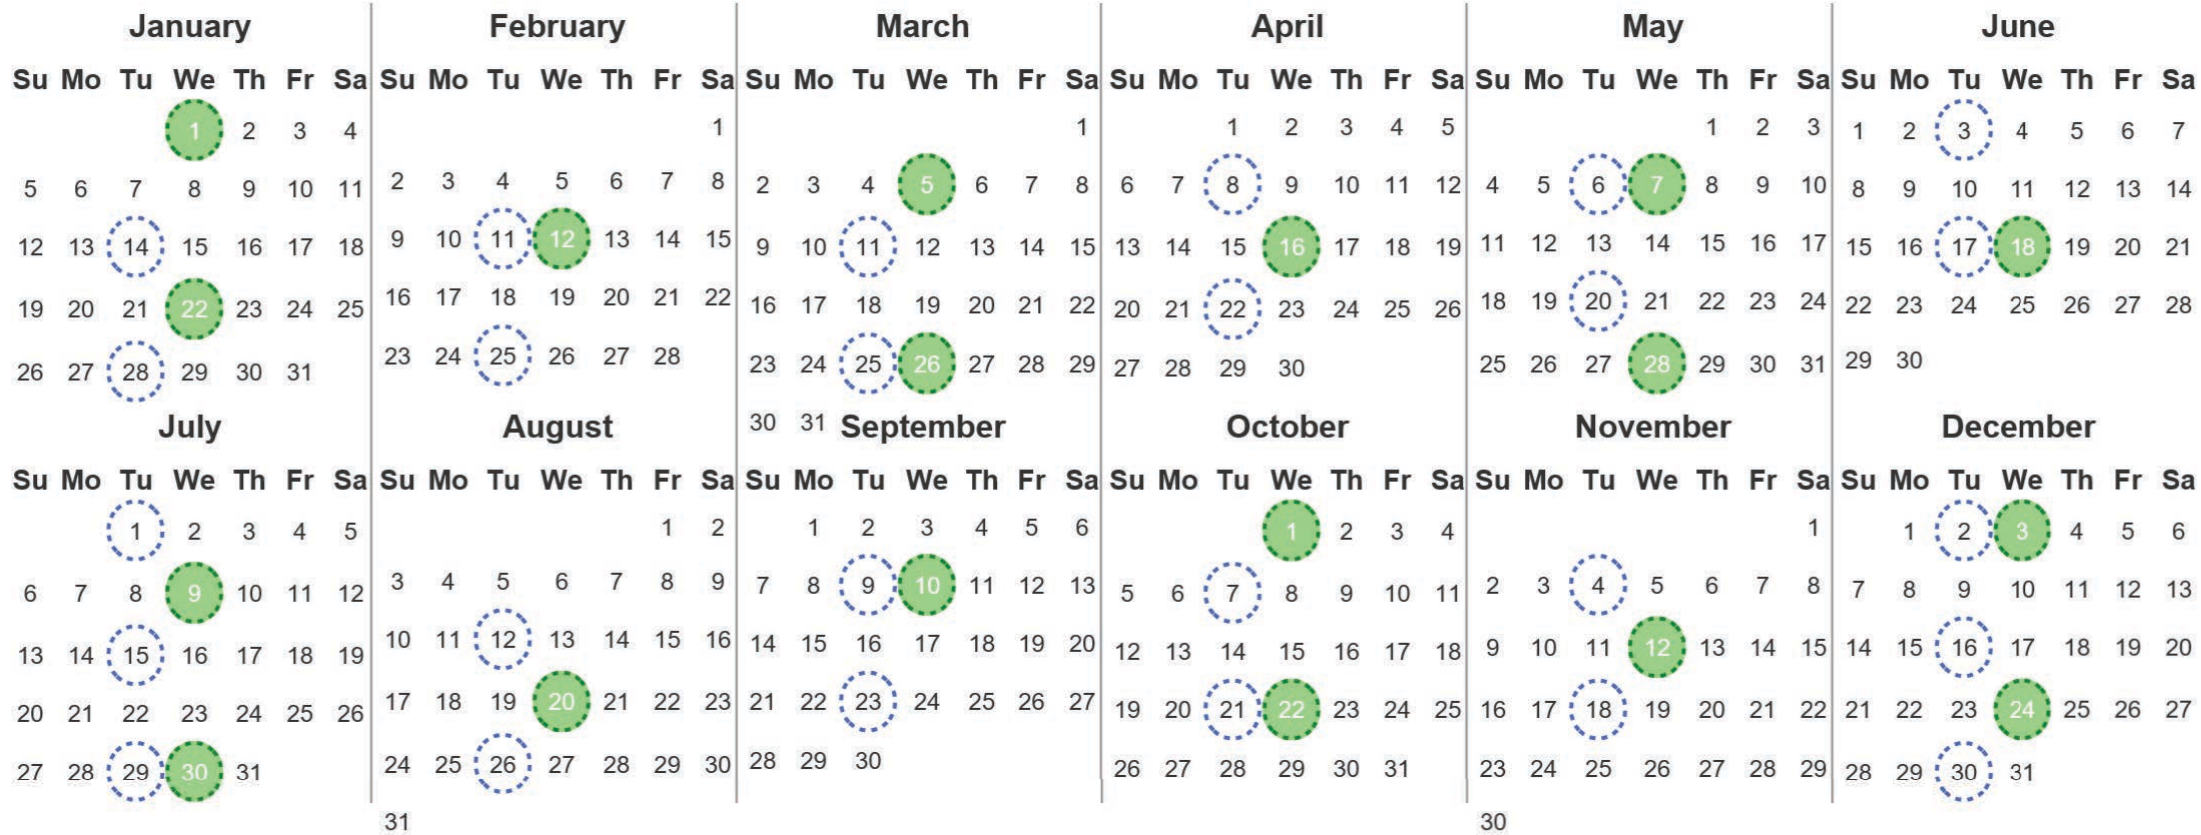 January February March April May June
Su Mo Tu We Th Fr Sa Su Mo Tu We Th Fr Sa Su Mo Tu We Th Fr Sa Su Mo Tu We Th Fr Sa Su Mo Tu We Th Fr Sa Su Mo Tu We Th Fr Sa
1 2 3 4 1 1 1 2 3 4 5 1 2 3 1 2 3 4 5 6 7
5 6 7 8 9 10 11 2 3 4 5 6 7 8 2 3 4 5 6 7 8 6 7 8 9 10 11 12 4 5 6 7 8 9 10 8 9 10 11 12 13 14
12 13 14 15 16 17 18 9 10 11 12 13 14 15 9 10 11 12 13 14 15 13 14 15 16 17 18 19 11 12 13 14 15 16 17 15 16 17 18 19 20 21
19 20 21 22 23 24 25 16 17 18 19 20 21 22 16 17 18 19 20 21 22 20 21 22 23 24 25 26 18 19 20 21 22 23 24 22 23 24 25 26 27 28
26 27 28 29 30 31 23 24 25 26 27 28 23 24 25 26 27 28 29 27 28 29 30 25 26 27 28 29 30 31 29 30
30 31
July August September October November December
Su Mo Tu We Th Fr Sa Su Mo Tu We Th Fr Sa Su Mo Tu We Th Fr Sa Su Mo Tu We Th Fr Sa Su Mo Tu We Th Fr Sa Su Mo Tu We Th Fr Sa
1 2 3 4 5 1 2 1 2 3 4 5 6 1 2 3 4 1 1 2 3 4 5 6
6 7 8 9 10 11 12 3 4 5 6 7 8 9 7 8 9 10 11 12 13 5 6 7 8 9 10 11 2 3 4 5 6 7 8 7 8 9 10 11 12 13
13 14 15 16 17 18 19 10 11 12 13 14 15 16 14 15 16 17 18 19 20 12 13 14 15 16 17 18 9 10 11 12 13 14 15 14 15 16 17 18 19 20
20 21 22 23 24 25 26 17 18 19 20 21 22 23 21 22 23 24 25 26 27 19 20 21 22 23 24 25 16 17 18 19 20 21 22 21 22 23 24 25 26 27
27 28 29 30 31 24 25 26 27 28 29 30 28 29 30 26 27 28 29 30 31 23 24 25 26 27 28 29 28 29 30 31
31 30